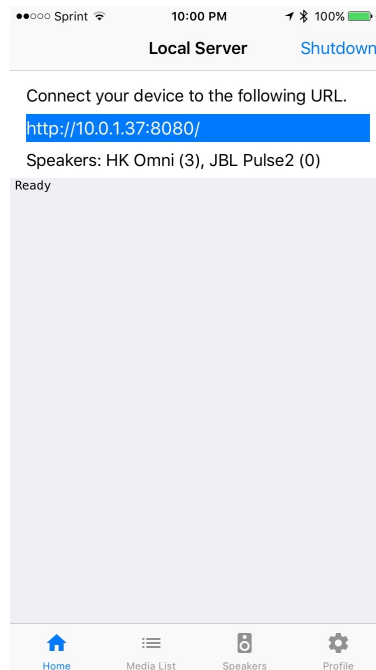 Sprint 10:00 PM 100%
Local Server Shutdown
Connect your device to the following URL.
http://10.0.1.37:8080/
Speakers: HK Omni (3), JBL Pulse2 (0)
Ready
Home Media List Speakers Profile